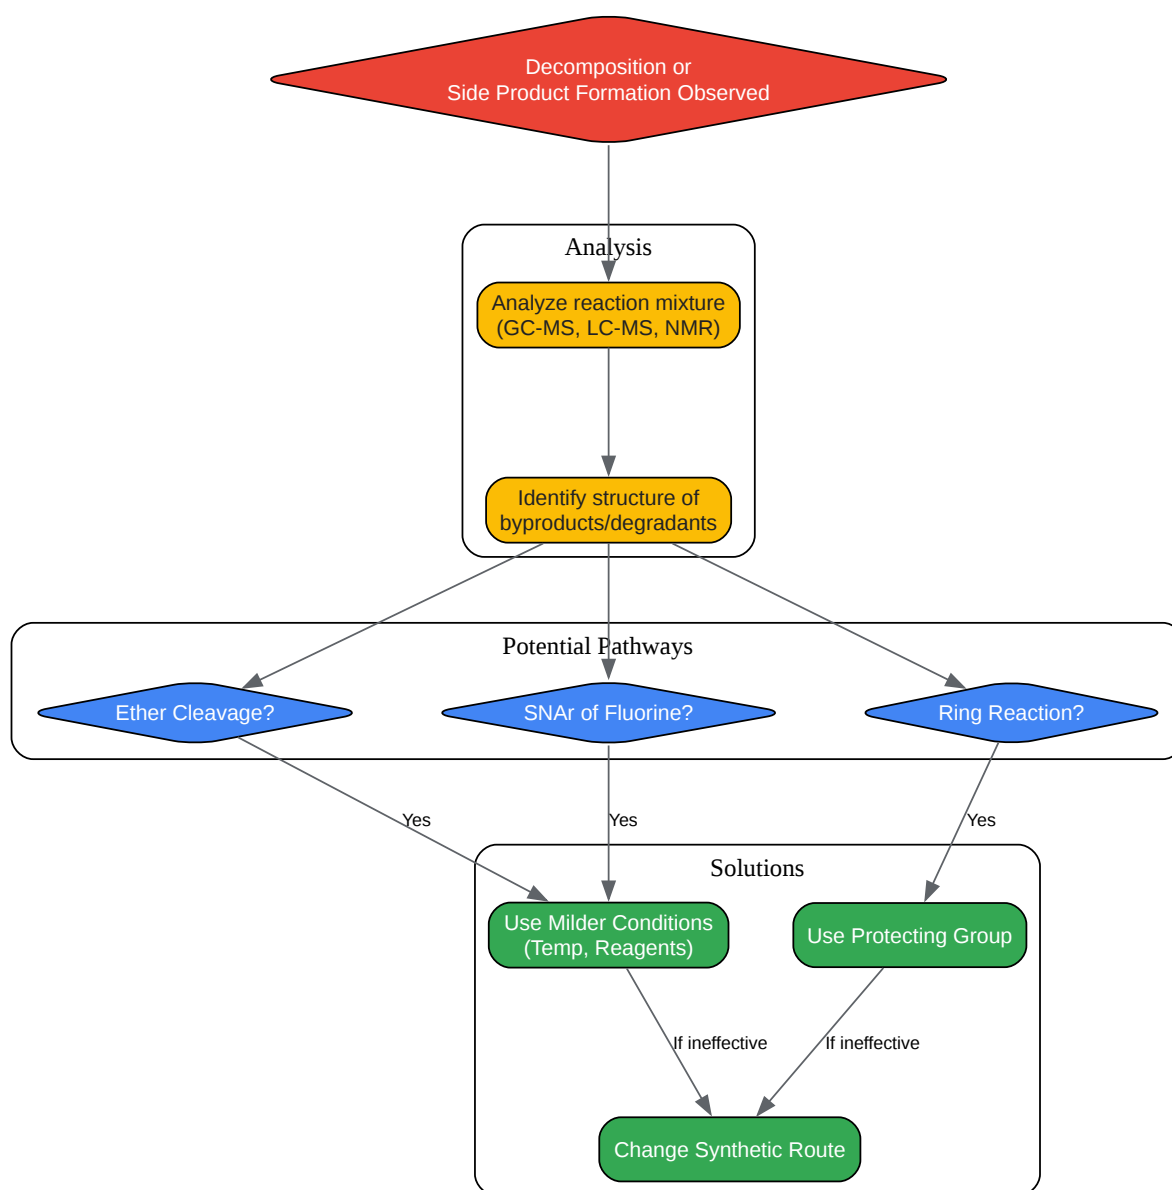 Decomposition or
Side Product Formation Observed
Analysis
Analyze reaction mixture
(GC-MS, LC-MS, NMR)
Identify structure of
byproducts/degradants
Potential Pathways
Ether Cleavage?
SNAr of Fluorine?
Ring Reaction?
Yes
Yes
Yes
Solutions
Use Milder Conditions
(Temp, Reagents)
Use Protecting Group
If ineffective
If ineffective
Change Synthetic Route